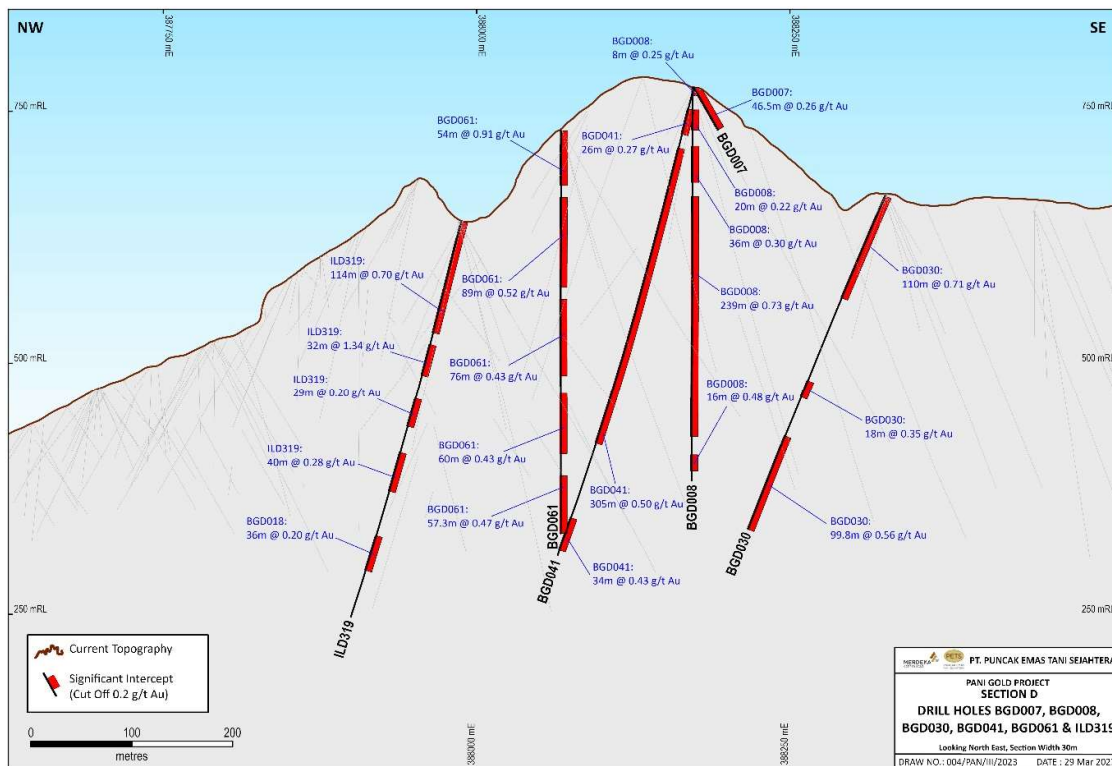 NW
387750 mE
388000 mE
388250 mE
SE
BGD008:
8m @ 0.25 g/t Au
BGD007:
46.5m @ 0.26 g/t Au
750 mRL
750 mRL
BGD061:
54m @ 0.91 g/t Au
BGD041:
26m @ 0.27 g/t Au
BGD007
BGD008:
20m @ 0.22 g/t Au
BGD008:
36m @ 0.30 g/t Au
ILD319:
114m @ 0.70 g/t Au
BGD061:
89m @ 0.52 g/t Au
BGD030:
110m @ 0.71 g/t Au
BGD008:
239m @ 0.73 g/t Au
ILD319:
32m @ 1.34 g/t Au
500 mRL
BGD061:
76m @ 0.43 g/t Au
500 mRL
ILD319:
29m @ 0.20 g/t Au
BGD008:
16m @ 0.48 g/t Au
BGD030:
18m @ 0.35 g/t Au
ILD319:
40m @ 0.28 g/t Au
BGD061:
60m @ 0.43 g/t Au
BGD061:
57.3m @ 0.47 g/t Au
BGD041:
305m @ 0.50 g/t Au
BGD008
BGD018:
36m @ 0.20 g/t Au
BGD061
BGD030:
99.8m @ 0.56 g/t Au
BGD041
BGD030
BGD041:
34m @ 0.43 g/t Au
250 mRL
250 mRL
ILD319
Current Topography
Significant Intercept
(Cut Off 0.2 g/t Au)
0 100 200
metres
388000 mE
388250 mE
MERDEKA
PETS
PT. PUNCAK EMAS TANI SEJAHTERA
PANI GOLD PROJECT
SECTION D
DRILL HOLES BGD007, BGD008,
BGD030, BGD041, BGD061 & ILD319
Looking North East, Section Width 30m
DRAW NO.: 004/PAN/III/2023 DATE : 29 Mar 202